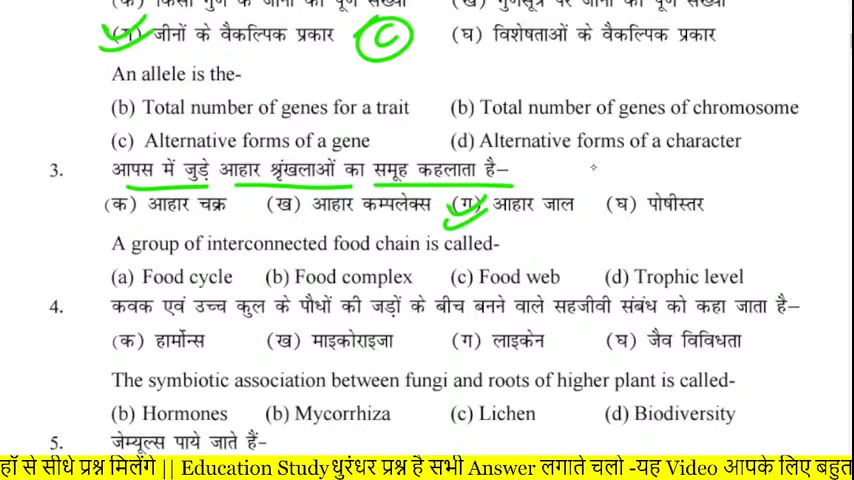 (क) किसी गुण के जीनों की पूर्ण संख्या (ख) गुणसूत्र पर जीनों की पूर्ण संख्या
(ग) जीनों के वैकल्पिक प्रकार C (घ) विशेषताओं के वैकल्पिक प्रकार
An allele is the-
(b) Total number of genes for a trait (b) Total number of genes of chromosome
(c) Alternative forms of a gene (d) Alternative forms of a character
3. आपस में जुड़े आहार श्रृंखलाओं का समूह कहलाता है–
(क) आहार चक्र (ख) आहार कम्पलेक्स (ग) आहार जाल (घ) पोषीस्तर
A group of interconnected food chain is called-
(a) Food cycle (b) Food complex (c) Food web (d) Trophic level
4. कवक एवं उच्च कुल के पौधों की जड़ों के बीच बनने वाले सहजीवी संबंध को कहा जाता है–
(क) हार्मोन्स (ख) माइकोराइजा (ग) लाइकेन (घ) जैव विविधता
The symbiotic association between fungi and roots of higher plant is called-
(b) Hormones (b) Mycorrhiza (c) Lichen (d) Biodiversity
5. जेम्यूल्स पाये जाते हैं-
हाँ से सीधे प्रश्न मिलेंगे || Education Study धुरंधर प्रश्न है सभी Answer लगाते चलो -यह Video आपके लिए बहुत